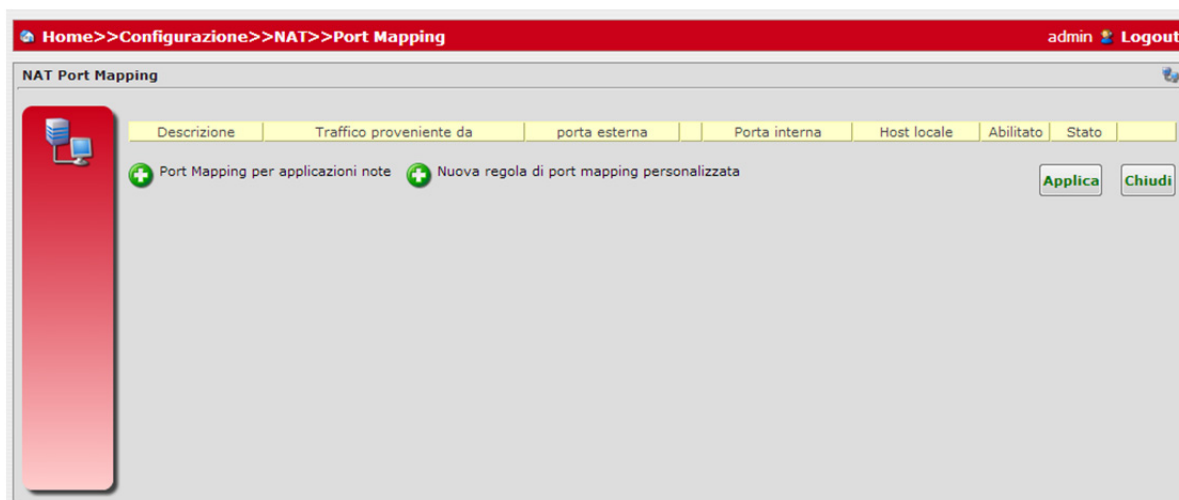 Home>>Configurazione>>NAT>>Port Mapping admin Logout
NAT Port Mapping
Descrizione Traffico proveniente da porta esterna Porta interna Host locale Abilitato Stato
Port Mapping per applicazioni note Nuova regola di port mapping personalizzata Applica Chiudi